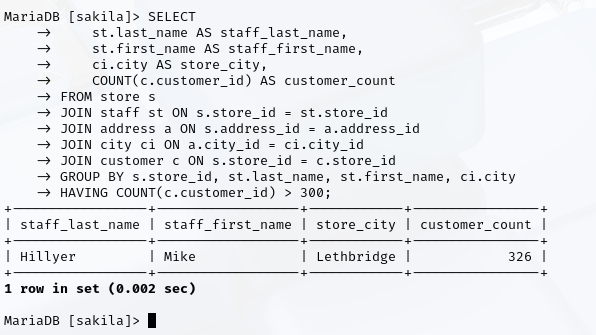 MariaDB [sakila]> SELECT
    → st.last_name AS staff_last_name,
    → st.first_name AS staff_first_name,
    → ci.city AS store_city,
    → COUNT(c.customer_id) AS customer_count
    → FROM store s
    → JOIN staff st ON s.store_id = st.store_id
    → JOIN address a ON s.address_id = a.address_id
    → JOIN city ci ON a.city_id = ci.city_id
    → JOIN customer c ON s.store_id = c.store_id
    → GROUP BY s.store_id, st.last_name, st.first_name, ci.city
    → HAVING COUNT(c.customer_id) > 300;
| staff_last_name | staff_first_name | store_city | customer_count |
| Hillyer | Mike | Lethbridge | 326 |
1 row in set (0.002 sec)
MariaDB [sakila]>